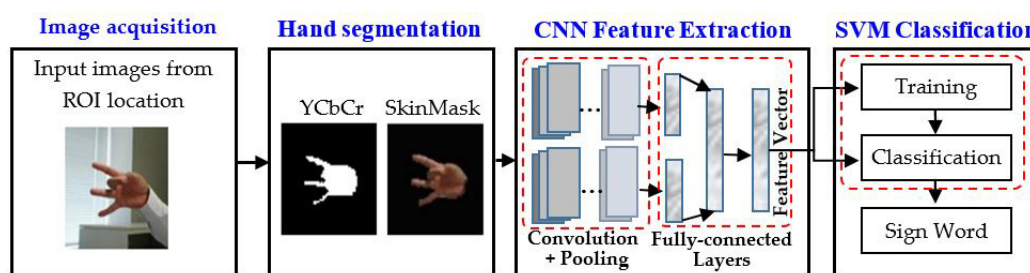 Image acquisition
Input images from
ROI location
Hand segmentation
YCbCr
SkinMask
CNN Feature Extraction
...
...
Convolution
+ Pooling
Fully-connected
Layers
Feature Vector
SVM Classification
Training
Classification
Sign Word